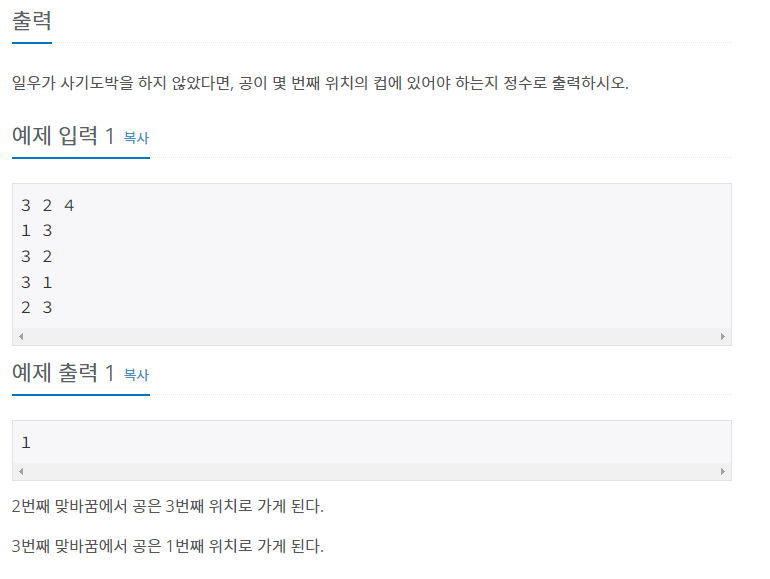 출력
일우가 사기도박을 하지 않았다면, 공이 몇 번째 위치의 컵에 있어야 하는지 정수로 출력하시오.
예제 입력 1 복사
3 2 4
1 3
3 2
3 1
2 3
예제 출력 1 복사
1
2번째 맞바꿈에서 공은 3번째 위치로 가게 된다.
3번째 맞바꿈에서 공은 1번째 위치로 가게 된다.